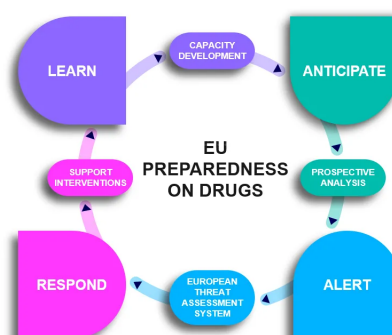 CAPACITY
DEVELOPMENT
LEARN
ANTICIPATE
EU
PREPAREDNESS
ON DRUGS
SUPPORT
INTERVENTIONS
PROSPECTIVE
ANALYSIS
RESPOND
EUROPEAN
THREAT
ASSESSMENT
SYSTEM
ALERT